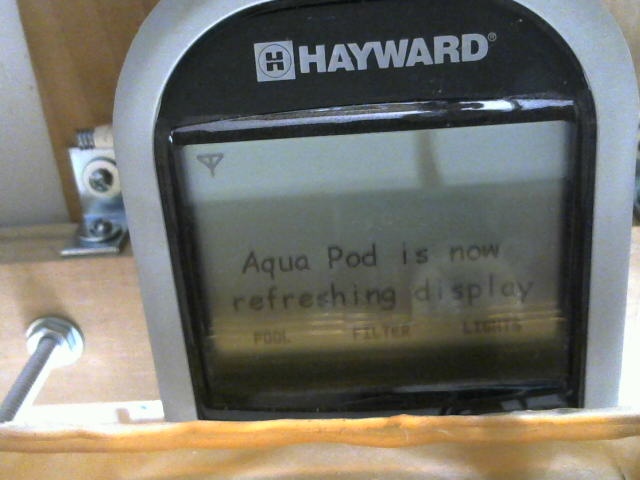 HAYWARD®
Aqua Pod is now
refreshing display
POOL FILTER LIGHTS